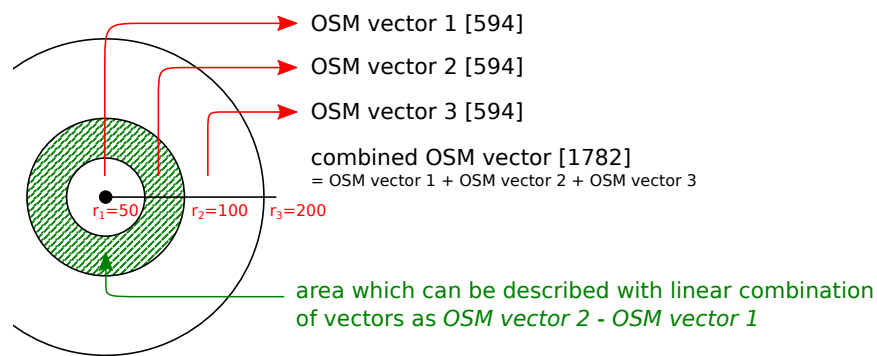 OSM vector 1 [594]
OSM vector 2 [594]
OSM vector 3 [594]
combined OSM vector [1782]
= OSM vector 1 + OSM vector 2 + OSM vector 3
r₁=50
r₂=100
r₃=200
area which can be described with linear combination
of vectors as OSM vector 2 - OSM vector 1